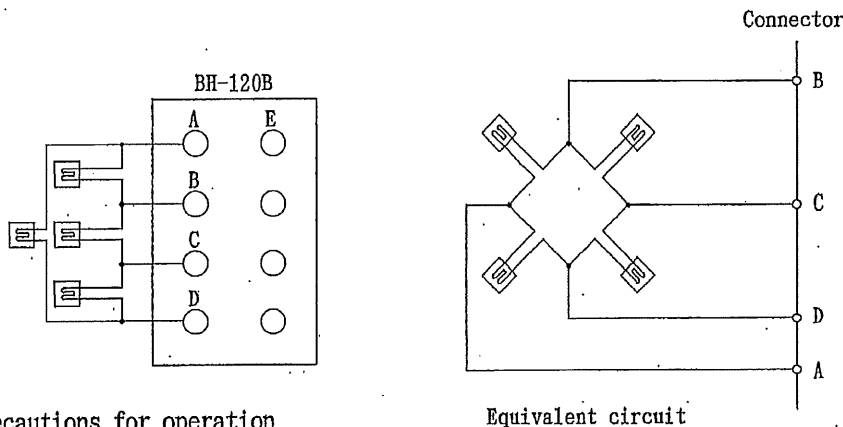 Connector
BH-120B
A E
B
C
D
B
C
D
A
ecautions for operation
Equivalent circuit